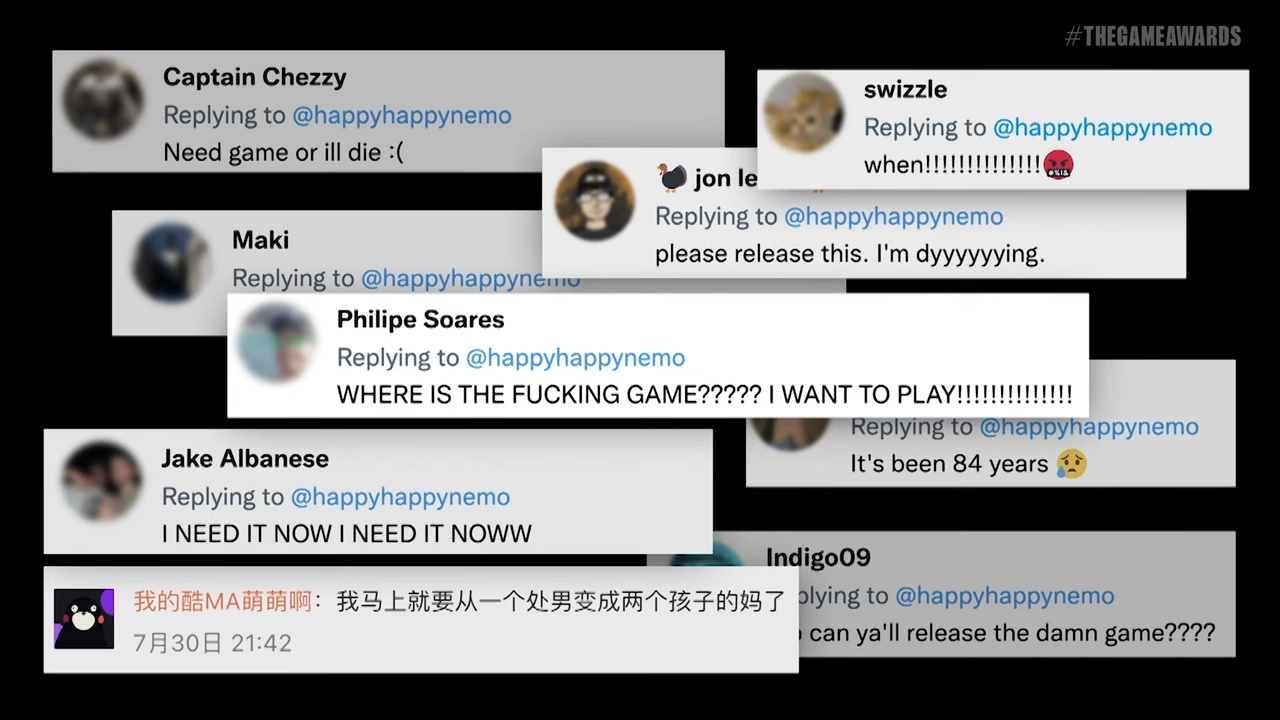 #THEGAMEAWARDS
Captain Chezzy
Replying to @happyhappynemo
Need game or ill die :(
swizzle
Replying to @happyhappynemo
when!!!!!!!!!!!!!!🤬
🦃 jon le
Replying to @happyhappynemo
please release this. I'm dyyyyyying.
Maki
Replying to @happyhappynemo
Philipe Soares
Replying to @happyhappynemo
WHERE IS THE FUCKING GAME????? I WANT TO PLAY!!!!!!!!!!!!!!
Replying to @happyhappynemo
It's been 84 years 😥
Jake Albanese
Replying to @happyhappynemo
I NEED IT NOW I NEED IT NOWW
Indigo09
plying to @happyhappynemo
can ya'll release the damn game????
我的酷MA萌萌啊：我马上就要从一个处男变成两个孩子的妈了
7月30日 21:42